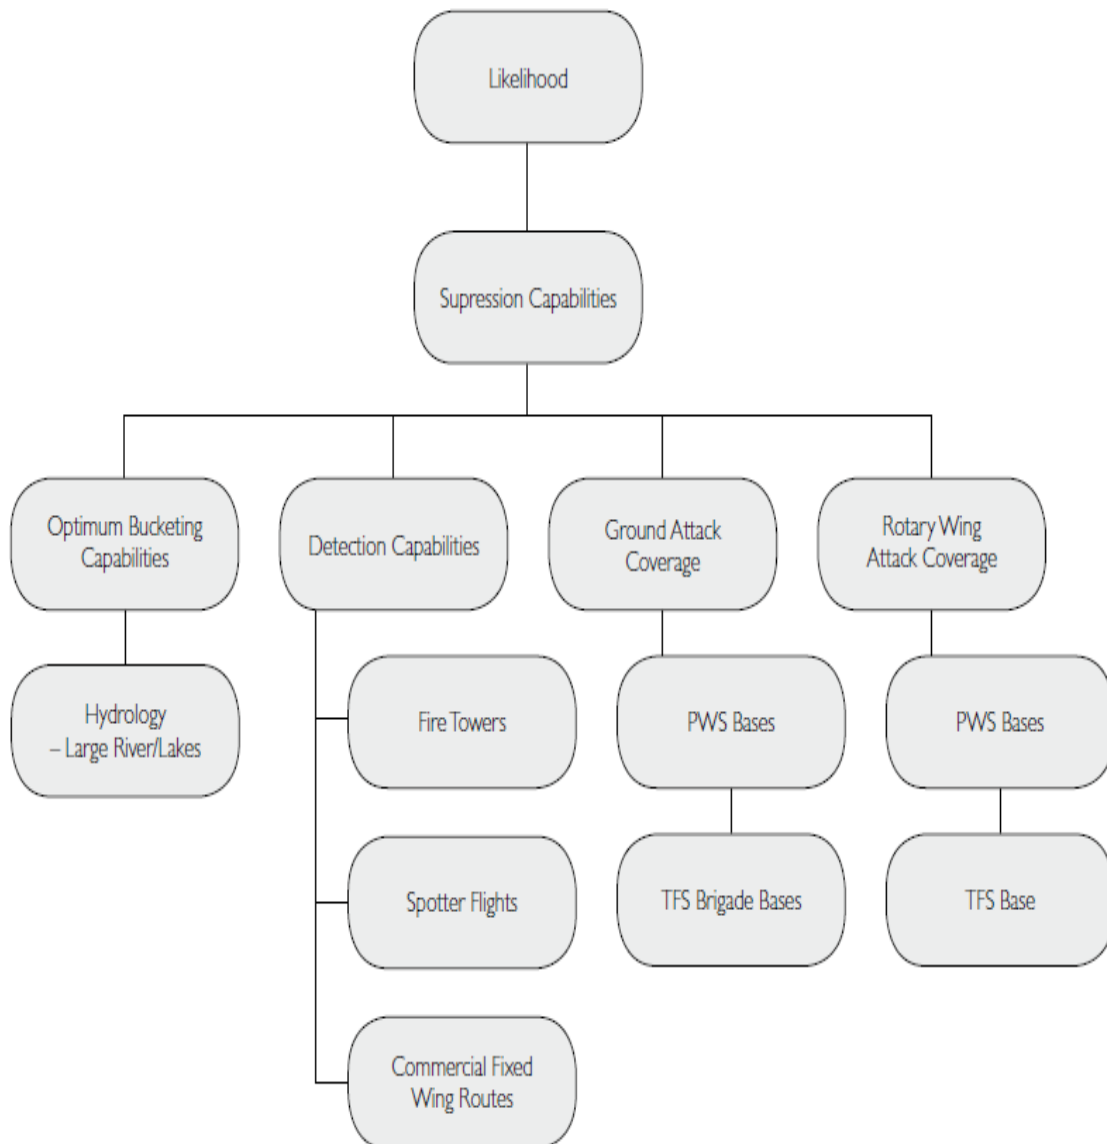 Likelihood
Supression Capabilities
Optimum Bucketing
Capabilities
Detection Capabilities
Ground Attack
Coverage
Rotary Wing
Attack Coverage
Hydrology
– Large River/Lakes
Fire Towers
PWS Bases
PWS Bases
Spotter Flights
TFS Brigade Bases
TFS Base
Commercial Fixed
Wing Routes